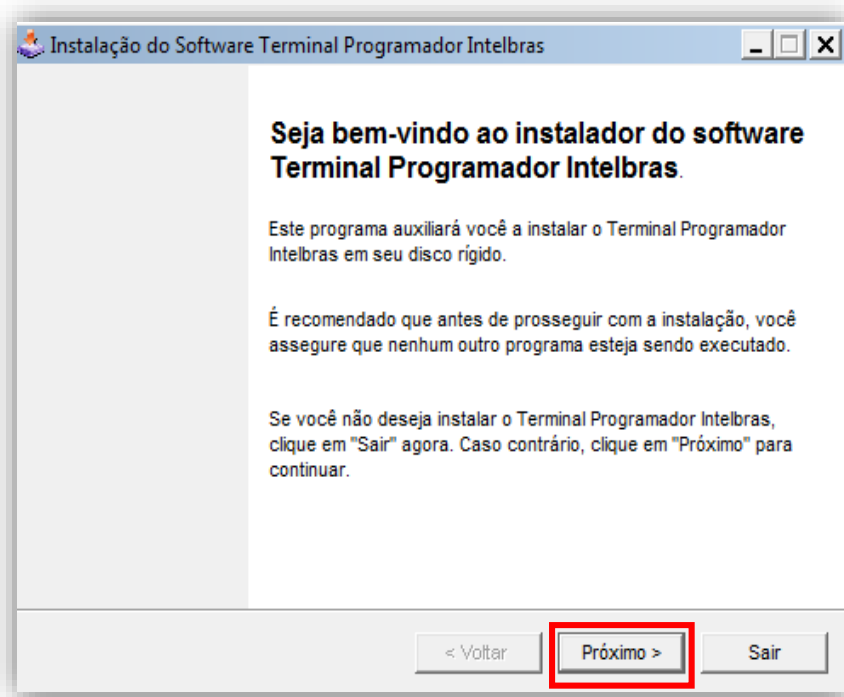 Instalação do Software Terminal Programador Intelbras
Seja bem-vindo ao instalador do software
Terminal Programador Intelbras.
Este programa auxiliará você a instalar o Terminal Programador
Intelbras em seu disco rígido.
É recomendado que antes de prosseguir com a instalação, você
assegure que nenhum outro programa esteja sendo executado.
Se você não deseja instalar o Terminal Programador Intelbras,
clique em "Sair" agora. Caso contrário, clique em "Próximo" para
continuar.
< Voltar
Próximo >
Sair